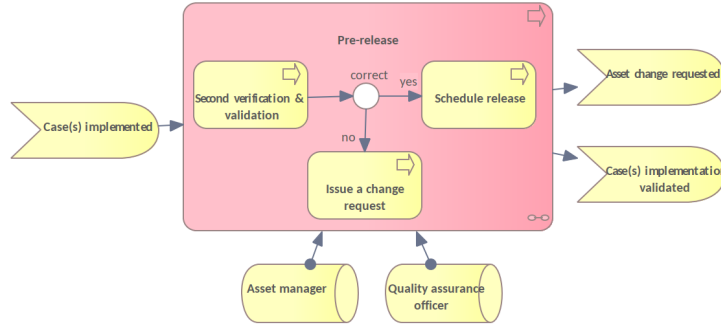 Pre-release
correct
yes
Second verification &
validation
Schedule release
Asset change requested
Case(s) implemented
no
Issue a change
request
Case(s) implementation
validated
Asset manager
Quality assurance
officer